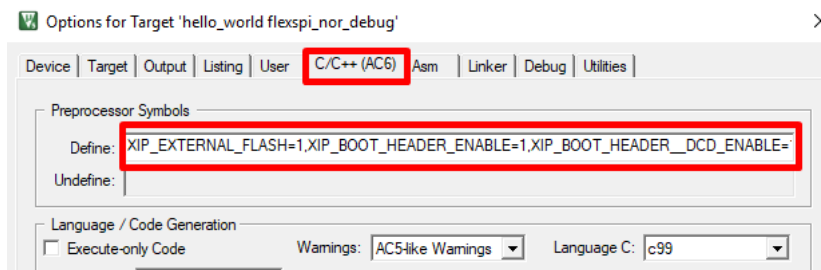 Options for Target 'hello_world flexspi_nor_debug'
Device Target Output Listing User C/C++ (AC6) Asm Linker Debug Utilities
Preprocessor Symbols
Define: XIP_EXTERNAL_FLASH=1,XIP_BOOT_HEADER_ENABLE=1,XIP_BOOT_HEADER__DCD_ENABLE=
Undefine:
Language / Code Generation
Execute-only Code Warnings: AC5-like Warnings Language C: c99